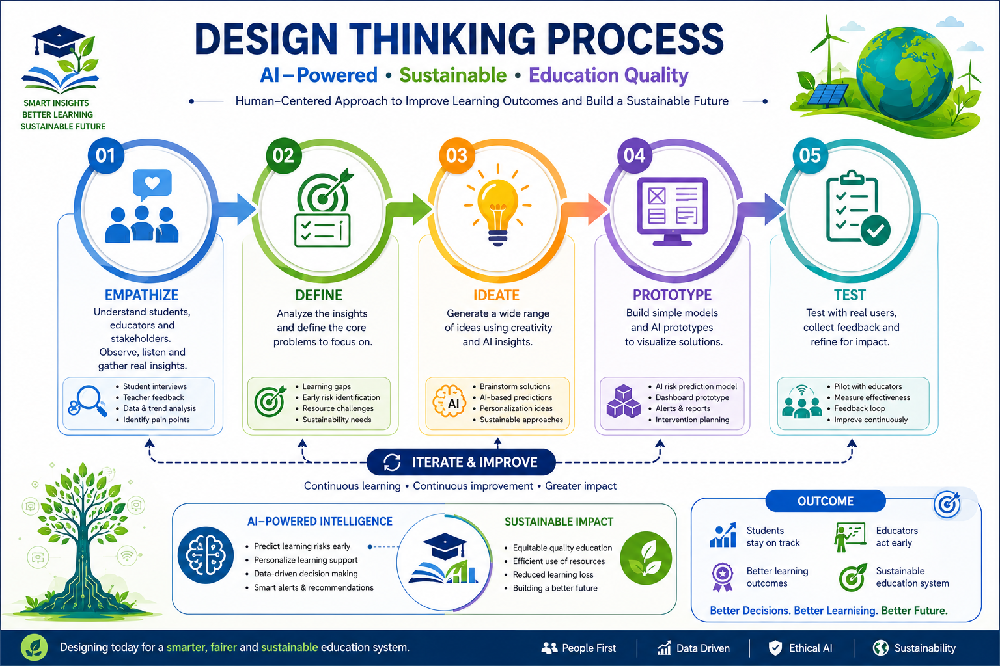 DESIGN THINKING PROCESS
AI–Powered • Sustainable • Education Quality
Human–Centered Approach to Improve Learning Outcomes and Build a Sustainable Future
SMART INSIGHTS
BETTER LEARNING
SUSTAINABLE FUTURE
01
EMPATHIZE
Understand students,
educators and
stakeholders.
Observe, listen and
gather real insights.
• Student interviews
• Teacher feedback
• Data & trend analysis
• Identify pain points
02
DEFINE
Analyze the insights
and define the core
problems to focus on.
• Learning gaps
• Early risk identification
• Resource challenges
• Sustainability needs
03
IDEATE
Generate a wide range
of ideas using creativity
and AI insights.
AI
• Brainstorm solutions
• AI-based predictions
• Personalization ideas
• Sustainable approaches
04
PROTOTYPE
Build simple models
and AI prototypes
to visualize solutions.
• AI risk prediction model
• Dashboard prototype
• Alerts & reports
• Intervention planning
05
TEST
Test with real users,
collect feedback and
refine for impact.
• Pilot with educators
• Measure effectiveness
• Feedback loop
• Improve continuously
ITERATE & IMPROVE
Continuous learning • Continuous improvement • Greater impact
AI–POWERED INTELLIGENCE
• Predict learning risks early
• Personalize learning support
• Data-driven decision making
• Smart alerts & recommendations
SUSTAINABLE IMPACT
• Equitable quality education
• Efficient use of resources
• Reduced learning loss
• Building a better future
OUTCOME
Students
stay on track
Educators
act early
Better learning
outcomes
Sustainable
education system
Better Decisions. Better Better Future.
Designing today for a smarter, fairer and sustainable education system.
People First
Data Driven
Ethical AI
Sustainability